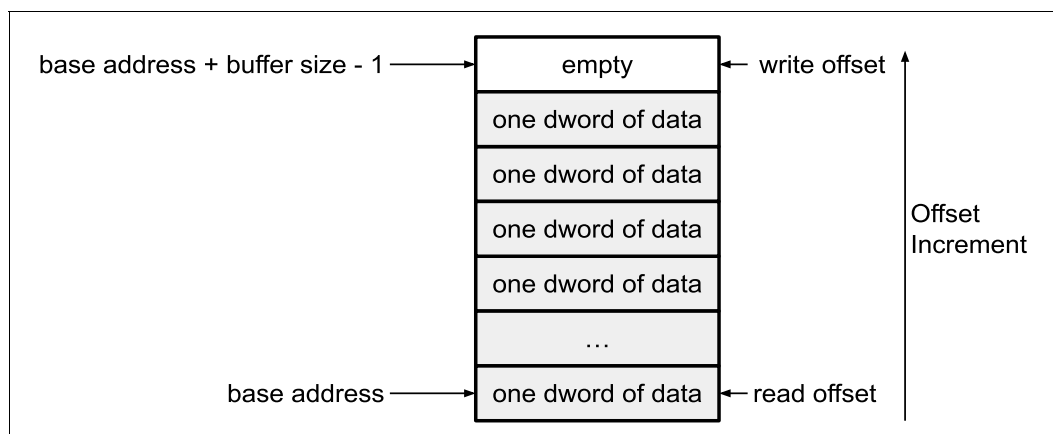 base address + buffer size - 1
empty
write offset
one dword of data
one dword of data
one dword of data
Offset
Increment
one dword of data
…
base address
one dword of data
read offset